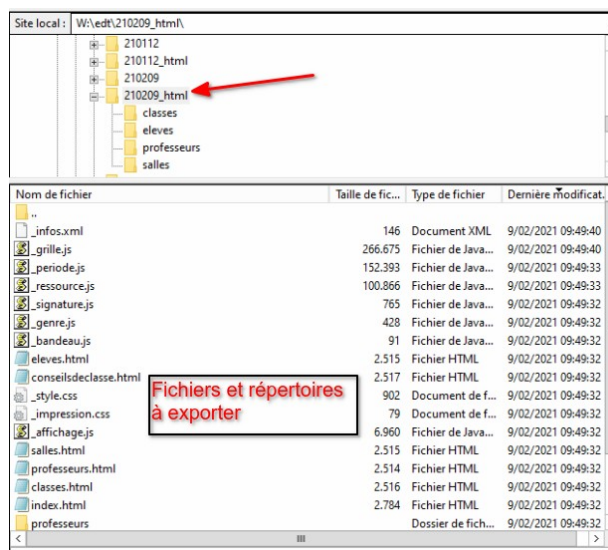 Site local : W:\edt\210209_html\
210112
210112_html
210209
210209_html
classes
eleves
professeurs
salles
Nom de fichier Taille de fic... Type de fichier Dernière modificat.
..
_infos.xml 146 Document XML 9/02/2021 09:49:40
_grille.js 266.675 Fichier de Java... 9/02/2021 09:49:40
_periode.js 152.393 Fichier de Java... 9/02/2021 09:49:33
_ressource.js 100.866 Fichier de Java... 9/02/2021 09:49:33
_signature.js 765 Fichier de Java... 9/02/2021 09:49:32
_genre.js 428 Fichier de Java... 9/02/2021 09:49:32
_bandeau.js 91 Fichier de Java... 9/02/2021 09:49:32
eleves.html 2.515 Fichier HTML 9/02/2021 09:49:32
conseilsdeclasse.html 2.517 Fichier HTML 9/02/2021 09:49:32
_style.css 902 Document de f... 9/02/2021 09:49:32
_impression.css 79 Document de f... 9/02/2021 09:49:32
_affichage.js 6.960 Fichier de Java... 9/02/2021 09:49:32
salles.html 2.515 Fichier HTML 9/02/2021 09:49:32
professeurs.html 2.514 Fichier HTML 9/02/2021 09:49:32
classes.html 2.516 Fichier HTML 9/02/2021 09:49:32
index.html 2.784 Fichier HTML 9/02/2021 09:49:32
professeurs Dossier de fich... 9/02/2021 09:49:32
Fichiers et répertoires
à exporter